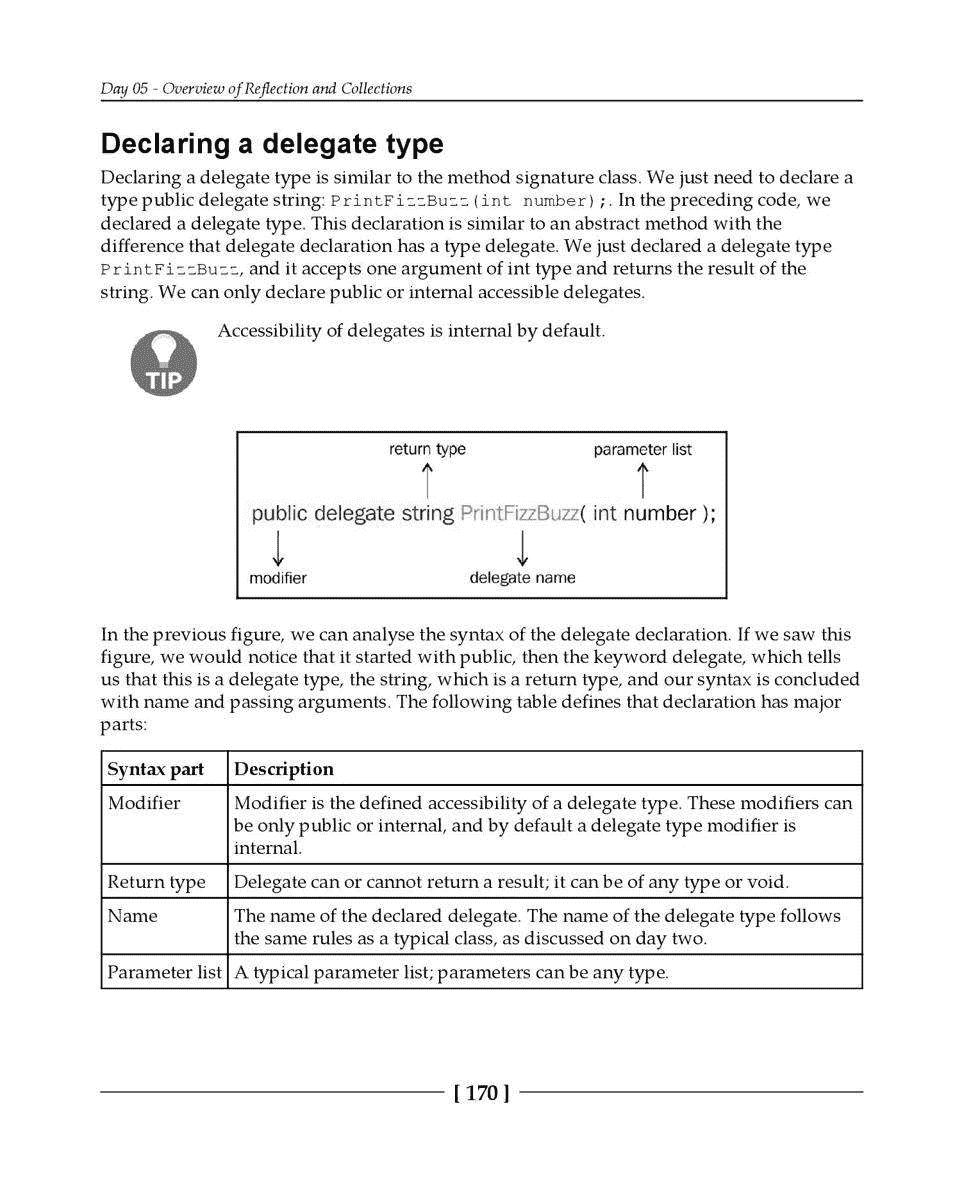 Day 05 - Overview of Reflection and Collections
Declaring a delegate type
Declaring a delegate type is similar to the method signature class. We just need to declare a
type public delegate string: PrintFizzBuzz(int number);. In the preceding code, we
declared a delegate type. This declaration is similar to an abstract method with the
difference that delegate declaration has a type delegate. We just declared a delegate type
PrintFizzBuzz, and it accepts one argument of int type and returns the result of the
string. We can only declare public or internal accessible delegates.
Accessibility of delegates is internal by default.
TIP
return type parameter list
public delegate string PrintFizzBuzz( int number );
modifier delegate name
In the previous figure, we can analyse the syntax of the delegate declaration. If we saw this
figure, we would notice that it started with public, then the keyword delegate, which tells
us that this is a delegate type, the string, which is a return type, and our syntax is concluded
with name and passing arguments. The following table defines that declaration has major
parts:
Syntax part Description
Modifier Modifier is the defined accessibility of a delegate type. These modifiers can
be only public or internal, and by default a delegate type modifier is
internal.
Return type Delegate can or cannot return a result; it can be of any type or void.
Name The name of the declared delegate. The name of the delegate type follows
the same rules as a typical class, as discussed on day two.
Parameter list A typical parameter list; parameters can be any type.
[ 170 ]